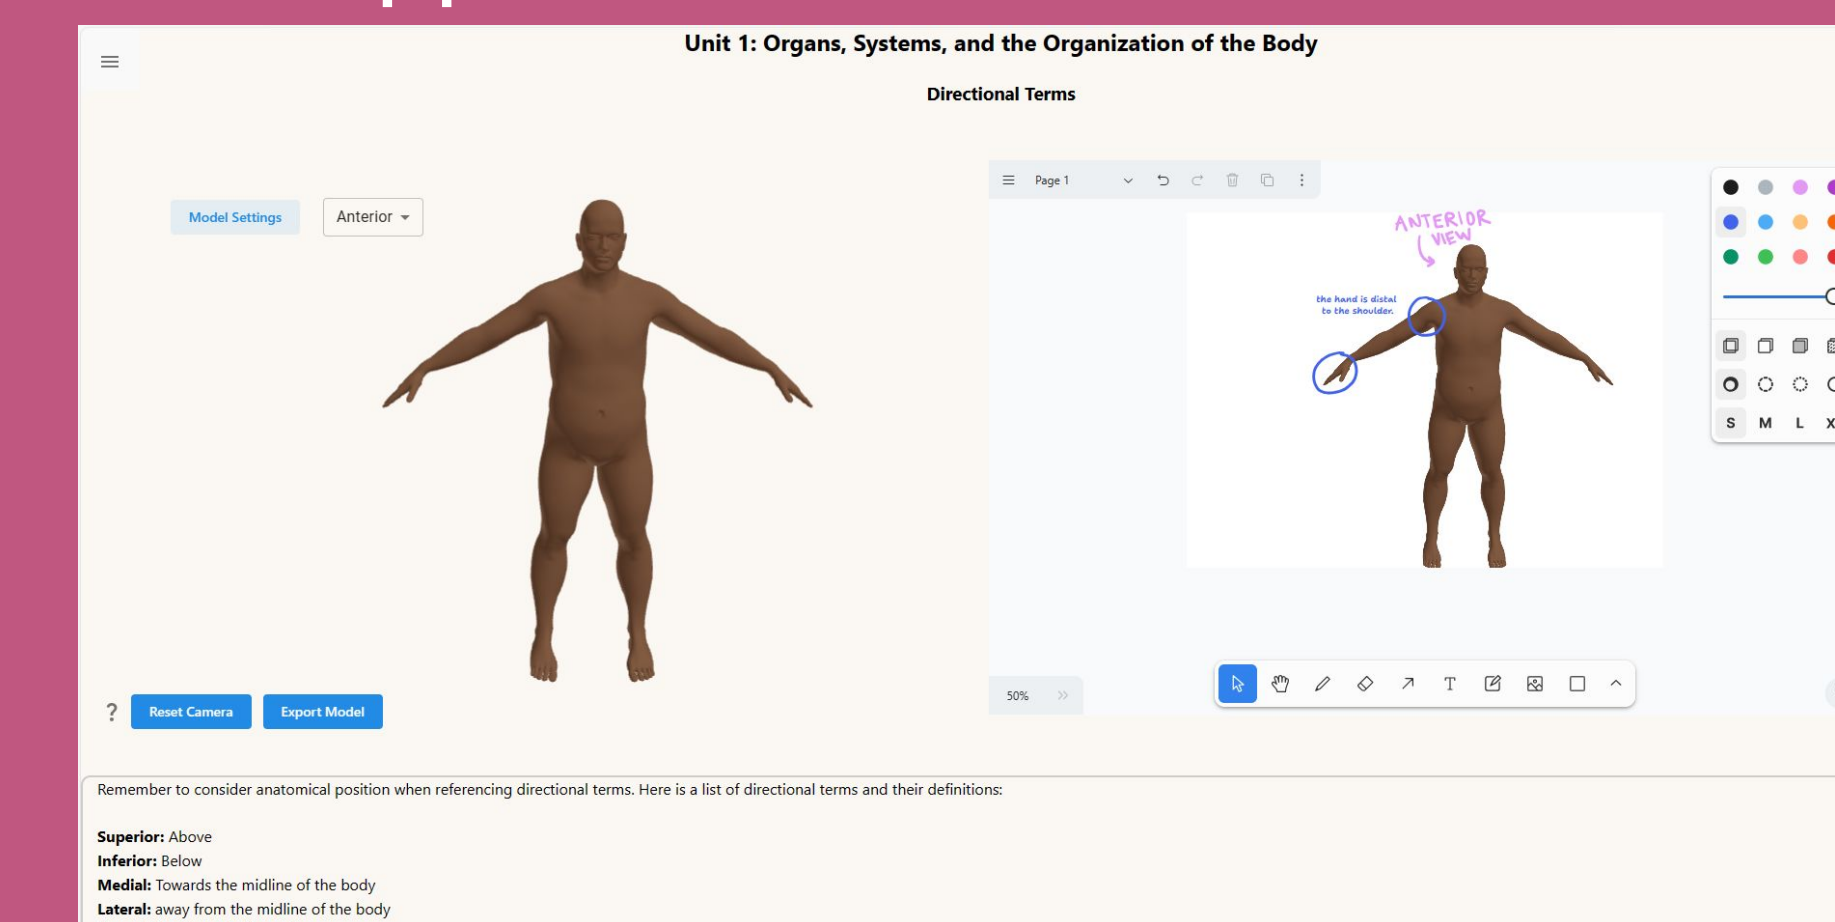 Unit 1: Organs, Systems, and the Organization of the Body
Directional Terms
Model Settings
Anterior
Page 1
ANTERIOR
VIEW
the hand is distal
to the shoulder.
S M L
50%
T
?
Reset Camera
Export Model
Remember to consider anatomical position when referencing directional terms. Here is a list of directional terms and their definitions:
Superior: Above
Inferior: Below
Medial: Towards the midline of the body
Lateral: away from the midline of the body